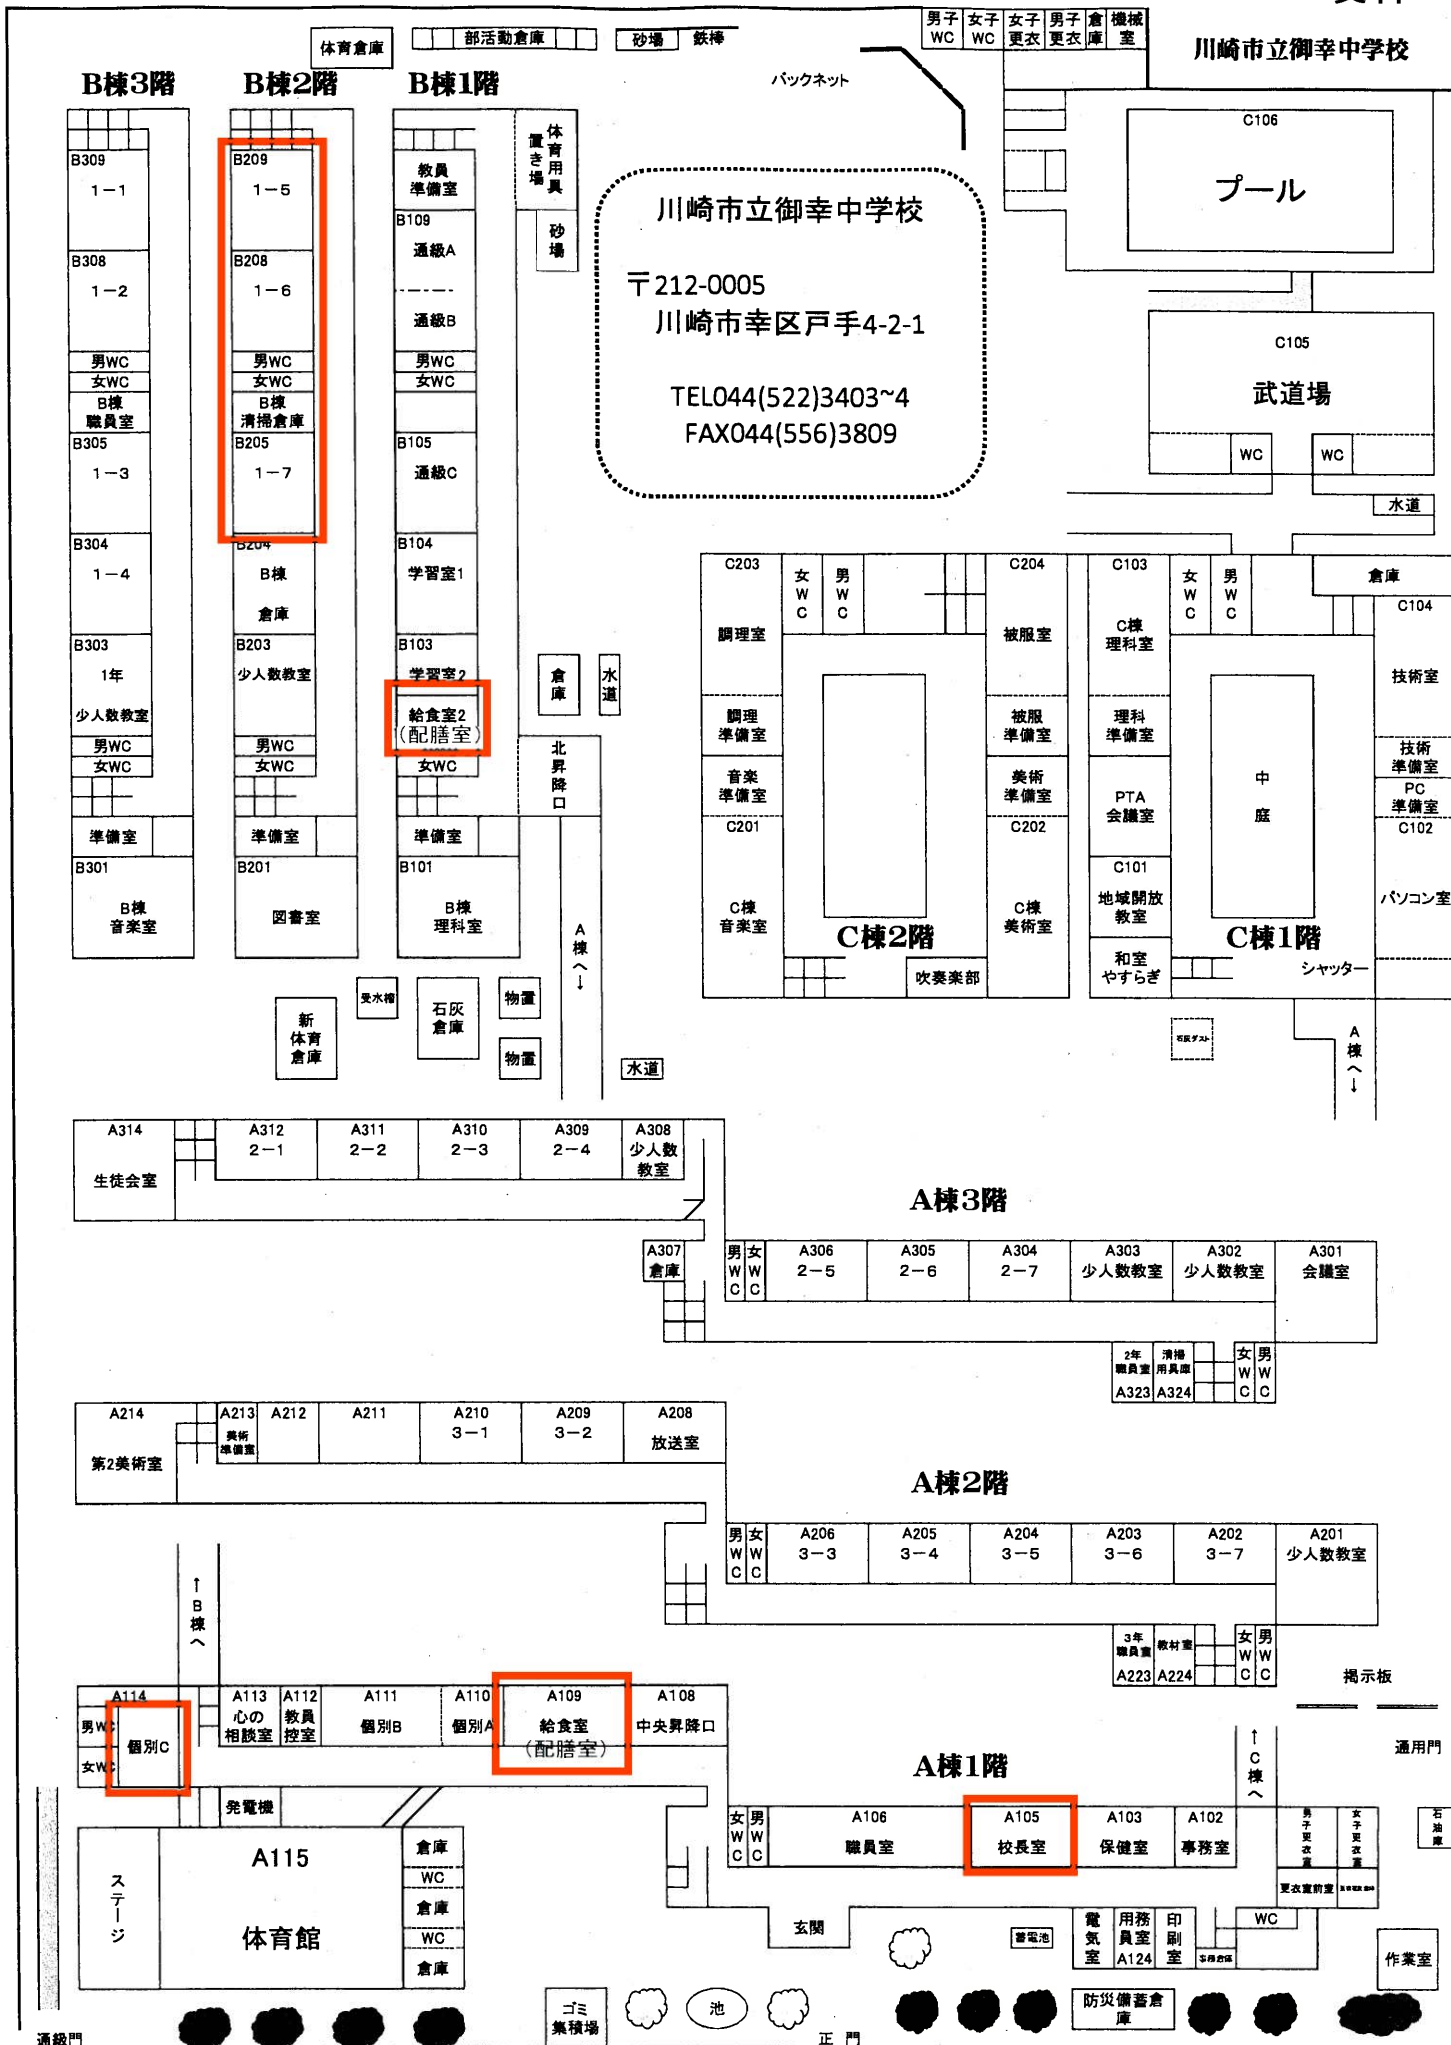 体育倉庫
部活動倉庫
砂場
鉄棒
男子
WC
女子
WC
女子
更衣
男子
更衣
倉庫
機械
室
川崎市立御幸中学校
バックネット
B棟3階
B棟2階
B棟1階
B309
1-1
B308
1-2
男WC
女WC
B棟
職員室
B305
1-3
B304
1-4
B303
1年
少人数教室
男WC
女WC
準備室
B301
B棟
音楽室
B209
1-5
B208
1-6
男WC
女WC
B棟
清掃倉庫
B205
1-7
B204
B棟
倉庫
B203
少人数教室
男WC
女WC
準備室
B201
図書室
教員
準備室
B109
通級A
通級B
男WC
女WC
B105
通級C
B104
学習室1
B103
学習室2
給食室2
(配膳室)
女WC
準備室
B101
B棟
理科室
体育用具
置き場
砂場
倉庫
水道
北昇降口
A棟へ↓
川崎市立御幸中学校
〒212-0005
川崎市幸区戸手4-2-1
TEL044(522)3403~4
FAX044(556)3809
C106
プール
C105
武道場
WC
WC
水道
C203
調理室
調理
準備室
音楽
準備室
C201
C棟
音楽室
女WC
男WC
C204
被服室
被服
準備室
美術
準備室
C202
C棟
美術室
C棟2階
吹奏楽部
C103
C棟
理科室
理科
準備室
PTA
会議室
C101
地域開放
教室
和室
やすらぎ
女WC
男WC
中庭
倉庫
C104
技術室
技術
準備室
PC
準備室
C102
パソコン室
C棟1階
シャッター
石灰ダスト
A棟へ↓
新
体育
倉庫
受水槽
石灰
倉庫
物置
物置
水道
A314
生徒会室
A312
2-1
A311
2-2
A310
2-3
A309
2-4
A308
少人数
教室
A棟3階
A307
倉庫
男WC
女WC
A306
2-5
A305
2-6
A304
2-7
A303
少人数教室
A302
少人数教室
A301
会議室
2年
職員室
A323
清掃
用具庫
A324
女WC
男WC
A214
第2美術室
A213
美術
準備室
A212
A211
A210
3-1
A209
3-2
A208
放送室
A棟2階
男WC
女WC
A206
3-3
A205
3-4
A204
3-5
A203
3-6
A202
3-7
A201
少人数教室
3年
職員室
A223
教材室
A224
女WC
男WC
↑B棟へ
掲示板
通用門
A114
男WC
女WC
個別C
A113
心の
相談室
A112
教員
控室
A111
個別B
A110
個別A
A109
給食室
(配膳室)
A108
中央昇降口
A棟1階
↑C棟へ
発電機
A115
体育館
ステージ
倉庫
WC
倉庫
WC
倉庫
女WC
男WC
A106
職員室
A105
校長室
A103
保健室
A102
事務室
男子更衣室
女子更衣室
更衣室前室
石油庫
玄関
蓄電池
電気室
用務
員室
A124
印刷室
WC
作業室
ゴミ
集積場
池
防災備蓄倉
庫
通級門
正門